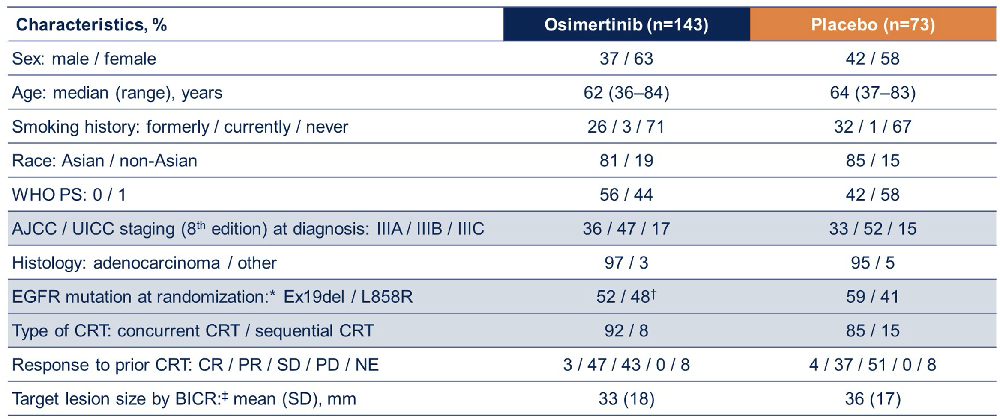 Characteristics, % Osimertinib (n=143) Placebo (n=73)
Sex: male / female 37 / 63 42 / 58
Age: median (range), years 62 (36–84) 64 (37–83)
Smoking history: formerly / currently / never 26 / 3 / 71 32 / 1 / 67
Race: Asian / non-Asian 81 / 19 85 / 15
WHO PS: 0 / 1 56 / 44 42 / 58
AJCC / UICC staging (8th edition) at diagnosis: IIIA / IIIB / IIIC 36 / 47 / 17 33 / 52 / 15
Histology: adenocarcinoma / other 97 / 3 95 / 5
EGFR mutation at randomization:* Ex19del / L858R 52 / 48† 59 / 41
Type of CRT: concurrent CRT / sequential CRT 92 / 8 85 / 15
Response to prior CRT: CR / PR / SD / PD / NE 3 / 47 / 43 / 0 / 8 4 / 37 / 51 / 0 / 8
Target lesion size by BICR:‡ mean (SD), mm 33 (18) 36 (17)